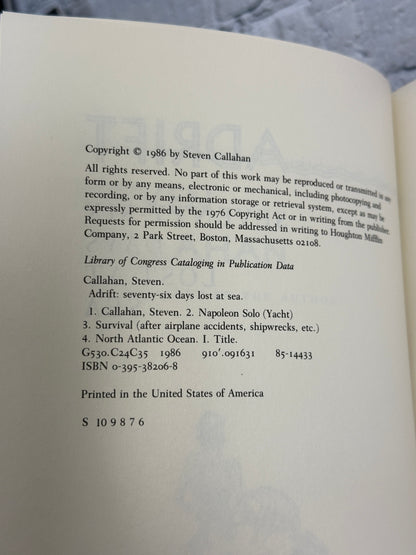 Copyright © 1986 by Steven Callahan
All rights reserved. No part of this work may be reproduced or transmitted in any
form or by any means, electronic or mechanical, including photocopying and
recording, or by any information storage or retrieval system, except as may be
expressly permitted by the 1976 Copyright Act or in writing from the publisher.
Requests for permission should be addressed in writing to Houghton Mifflin
Company, 2 Park Street, Boston, Massachusetts 02108.
Library of Congress Cataloging in Publication Data
Callahan, Steven.
Adrift: seventy-six days lost at sea.
1. Callahan, Steven. 2. Napoleon Solo (Yacht)
3. Survival (after airplane accidents, shipwrecks, etc.)
4. North Atlantic Ocean. I. Title.
G530.C24C35 1986 910'.091631 85-14433
ISBN 0-395-38206-8
Printed in the United States of America
S 10 9 8 7 6